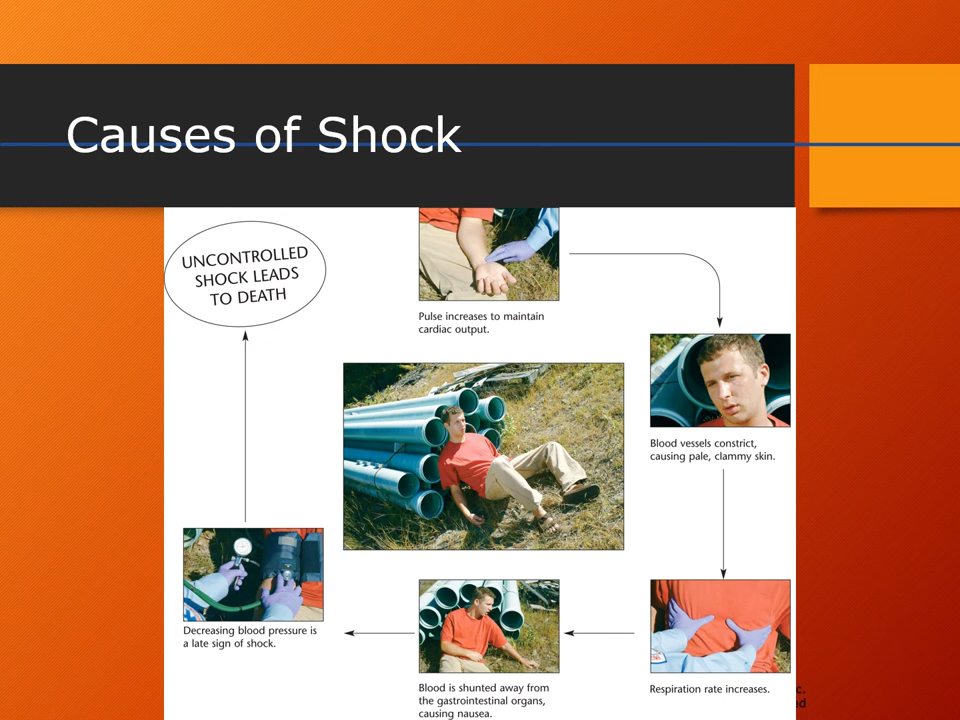 Causes of Shock
UNCONTROLLED
SHOCK LEADS
TO DEATH
Pulse increases to maintain
cardiac output.
Blood vessels constrict,
causing pale, clammy skin.
Respiration rate increases.
Blood is shunted away from
the gastrointestinal organs,
causing nausea.
Decreasing blood pressure is
a late sign of shock.